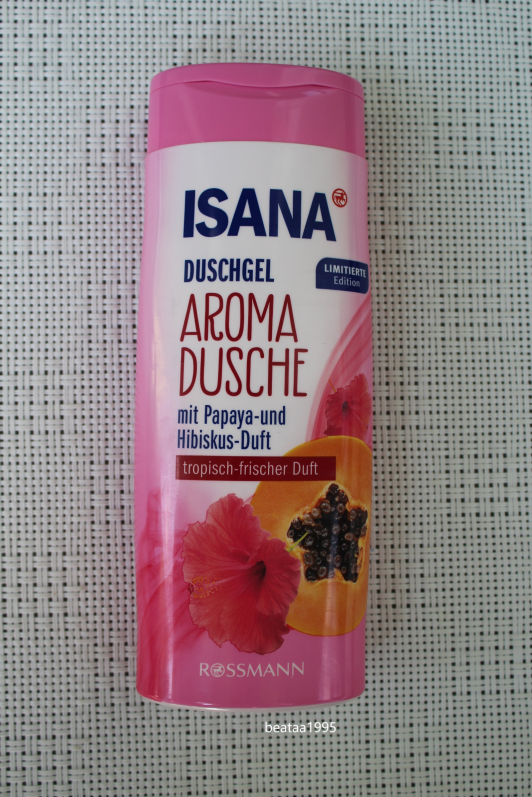 ISANA
DUSCHGEL
LIMITIERTE
Edition
AROMA
DUSCHE
mit Papaya-und
Hibiskus-Duft
tropisch-frischer Duft
ROSSMANN
beataa1995